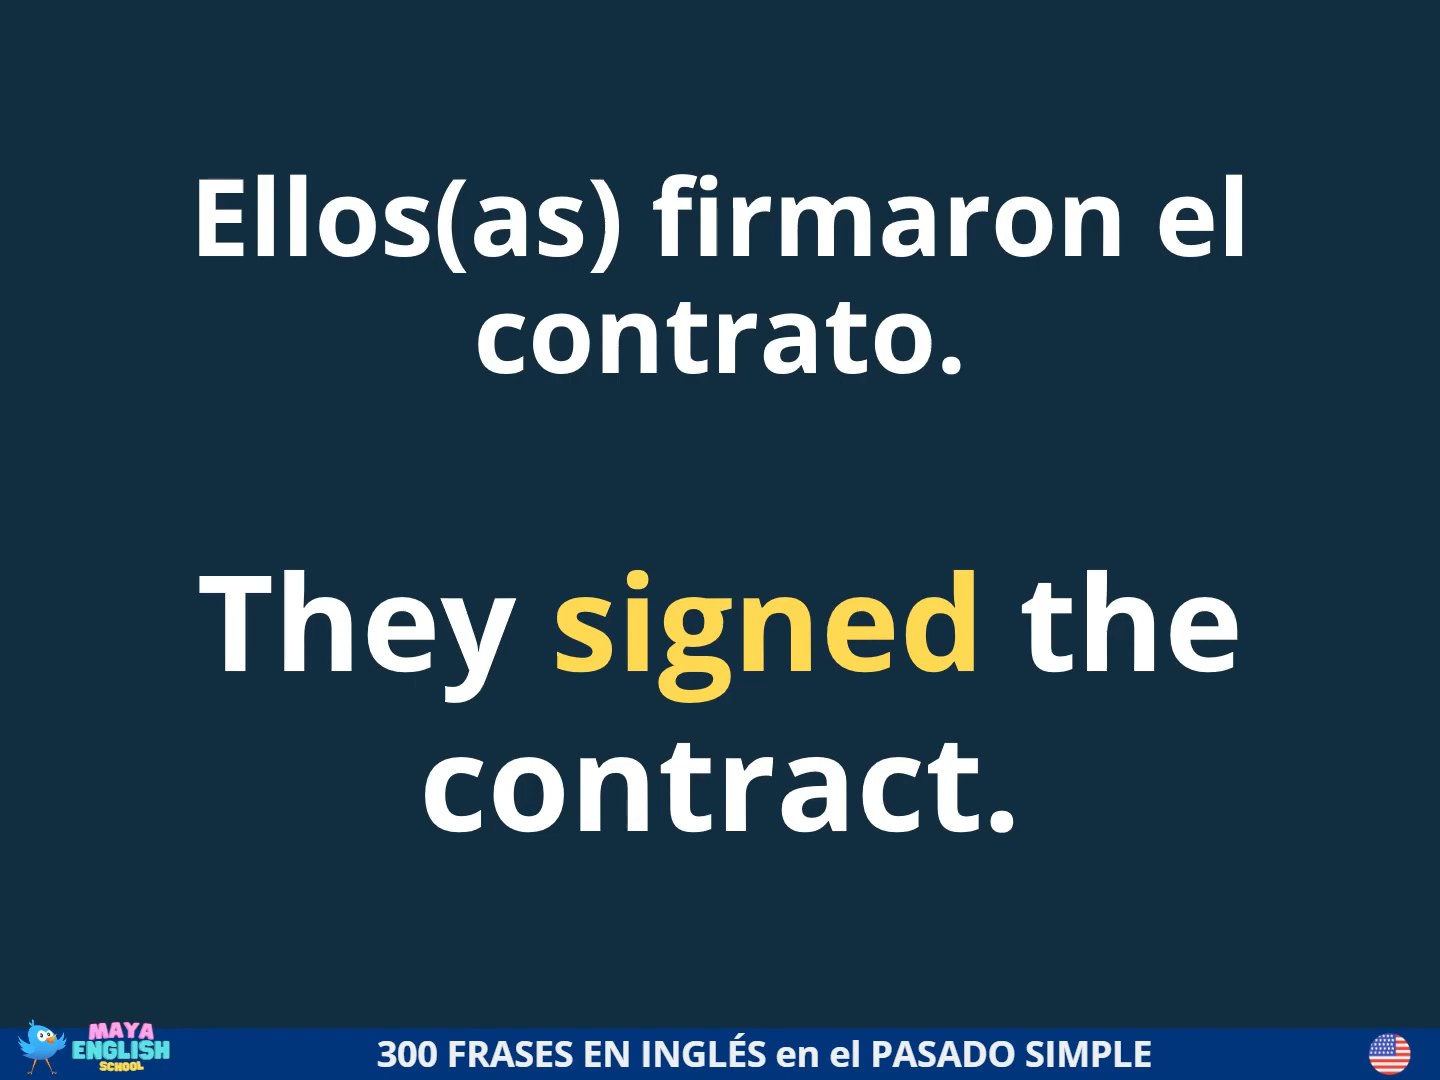 Ellos(as) firmaron el
contrato.
They signed the
contract.
MAYA
ENGLISH
SCHOOL
300 FRASES EN INGLÉS en el PASADO SIMPLE